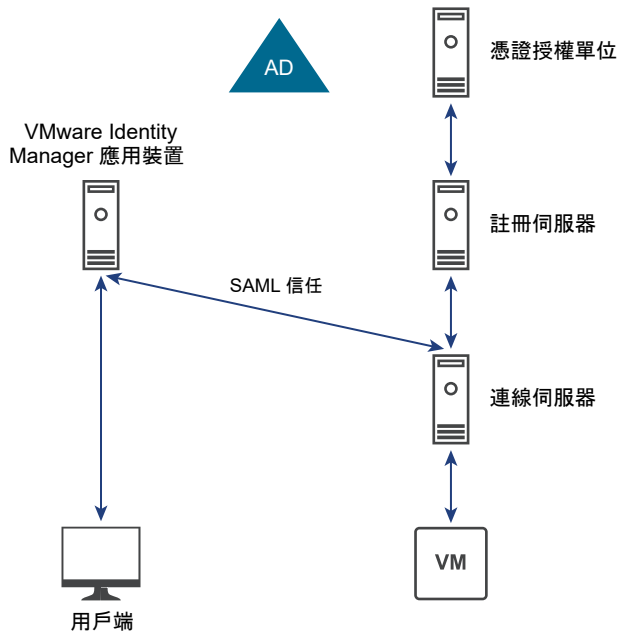 憑證授權單位
AD
VMware Identity
Manager 應用裝置
註冊伺服器
SAML 信任
連線伺服器
VM
用戶端